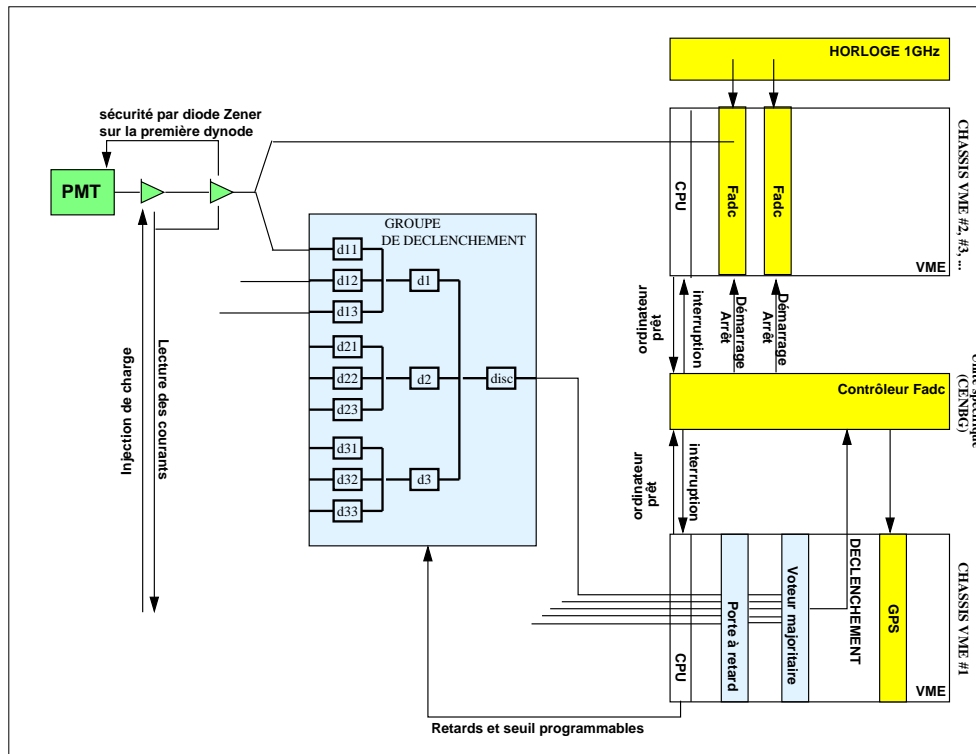 HORLOGE 1GHz
sécurité par diode Zener
sur la première dynode
PMT
CPU
Fadc
Fadc
VME
CHASSIS VME #2, #3, ...
GROUPE
DE DECLENCHEMENT
d11
d12
d13
d21
d22
d23
d31
d32
d33
d1
d2
d3
disc
Injection de charge
Lecture des courants
ordinateur
prêt
interruption
Démarrage
Arrêt
Démarrage
Arrêt
Contrôleur Fadc
Unité spécifique
(CENBG)
ordinateur
prêt
interruption
CPU
Porte à retard
Voteur majoritaire
DECLENCHEMENT
GPS
VME
CHASSIS VME #1
Retards et seuil programmables